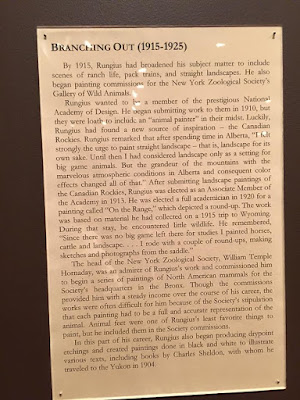 BRANCHING OUT (1915-1925)
By 1915, Rungius had broadened his subject matter to include
scenes of ranch life, pack trains, and straight landscapes. He also
began painting commissions for the New York Zoological Society's
Gallery of Wild Animals.
Rungius wanted to be a member of the prestigious National
Academy of Design. He began submitting work to them in 1910, but
they were loath to include an "animal painter" in their midst. Luckily,
Rungius had found a new source of inspiration – the Canadian
Rockies. Rungius remarked that after spending time in Alberta, "I felt
strongly the urge to paint straight landscape – that is, landscape for its
own sake. Until then I had considered landscape only as a setting for
big game animals. But the grandeur of the mountains with the
marvelous atmospheric conditions in Alberta and consequent color
effects changed all of that." After submitting landscape paintings of
the Canadian Rockies, Rungius was elected as an Associate Member of
the Academy in 1913. He was elected a full academician in 1920 for a
painting called "On the Range," which depicted a round-up. The work
was based on material he had collected on a 1915 trip to Wyoming.
During that stay, he encountered little wildlife. He remembered,
"Since there was no big game left there for studies I painted horses,
cattle and landscape. . . . I rode with a couple of round-ups, making
sketches and photographs from the saddle."
The head of the New York Zoological Society, William Temple
Hornaday, was an admirer of Rungius's work and commissioned him
to begin a series of paintings of North American mammals for the
Society's headquarters in the Bronx. Though the commissions
provided him with steady income over the course of his career, the
works were often difficult for him because of the Society's stipulation
that each painting had to be a full and accurate representation of the
animal. Animal feet were one of Rungius's least favorite things to
paint, but he included them in the Society commissions.
In this part of his career, Rungius also began producing drypoint
etchings and created paintings done in black and white to illustrate
various texts, including books by Charles Sheldon, with whom he
traveled to the Yukon in 1904